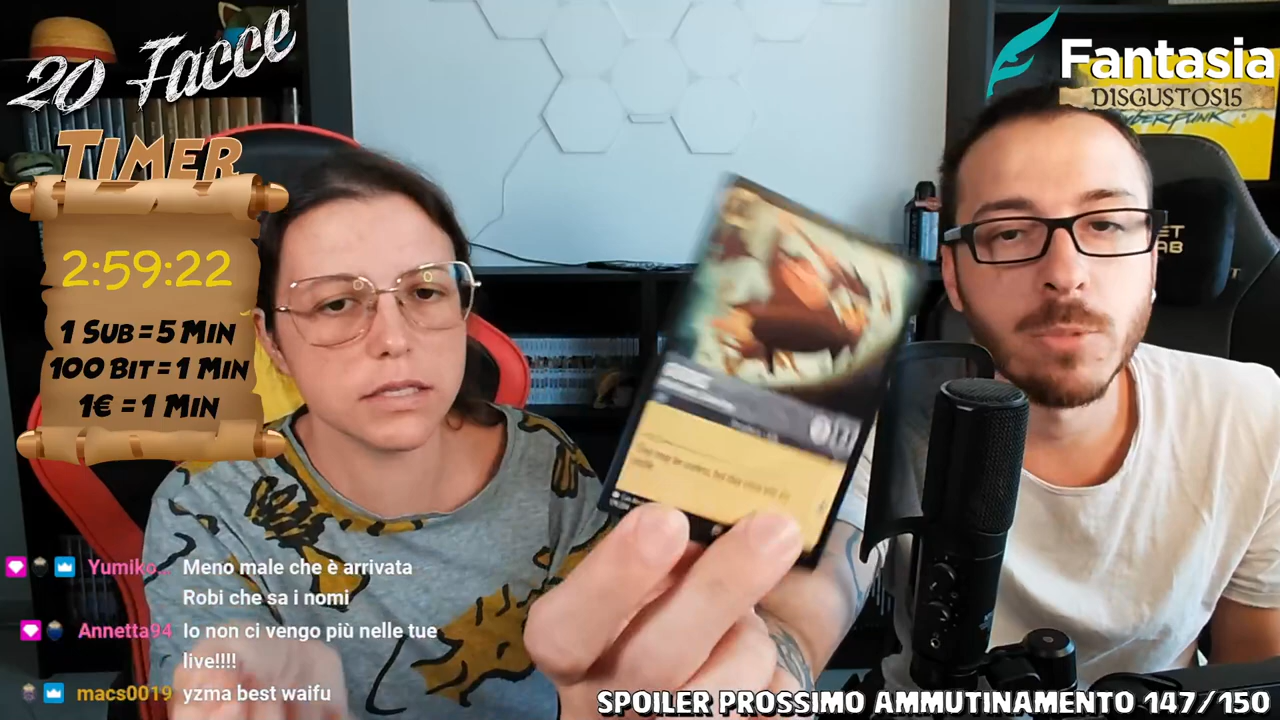 20 Facce
Timer
2:59:22
1 Sub = 5 Min
100 Bit = 1 Min
1€ = 1 Min
Fantasia
D1SGUSTOS15
Yumiko... Meno male che è arrivata
Robi che sa i nomi
Annetta94 Io non ci vengo più nelle tue
live!!!!
macs0019 yzma best waifu
SPOILER PROSSIMO AMMUTINAMENTO 147/150